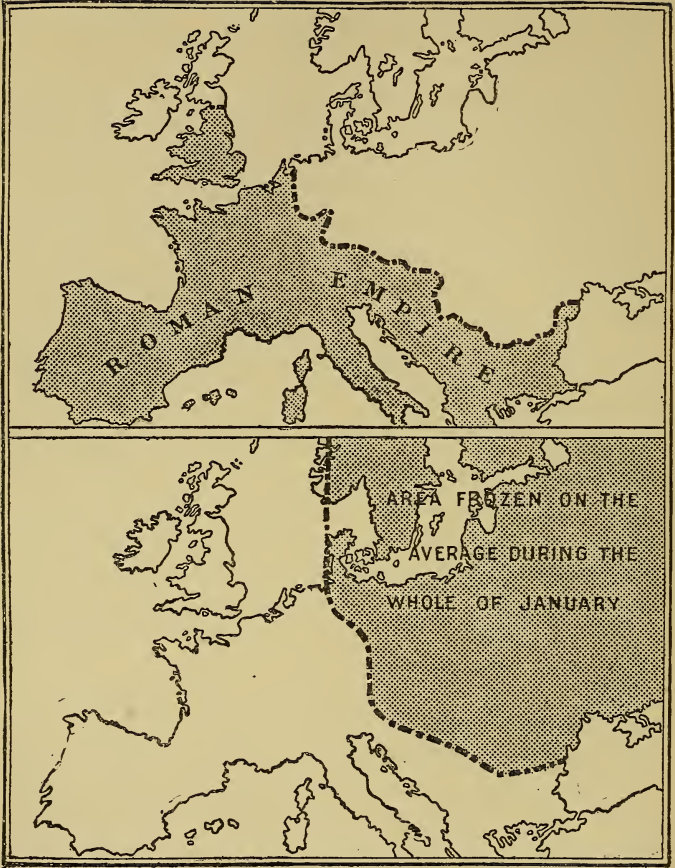 ROMAN EMPIRE
AREA FROZEN ON THE
AVERAGE DURING THE
WHOLE OF JANUARY